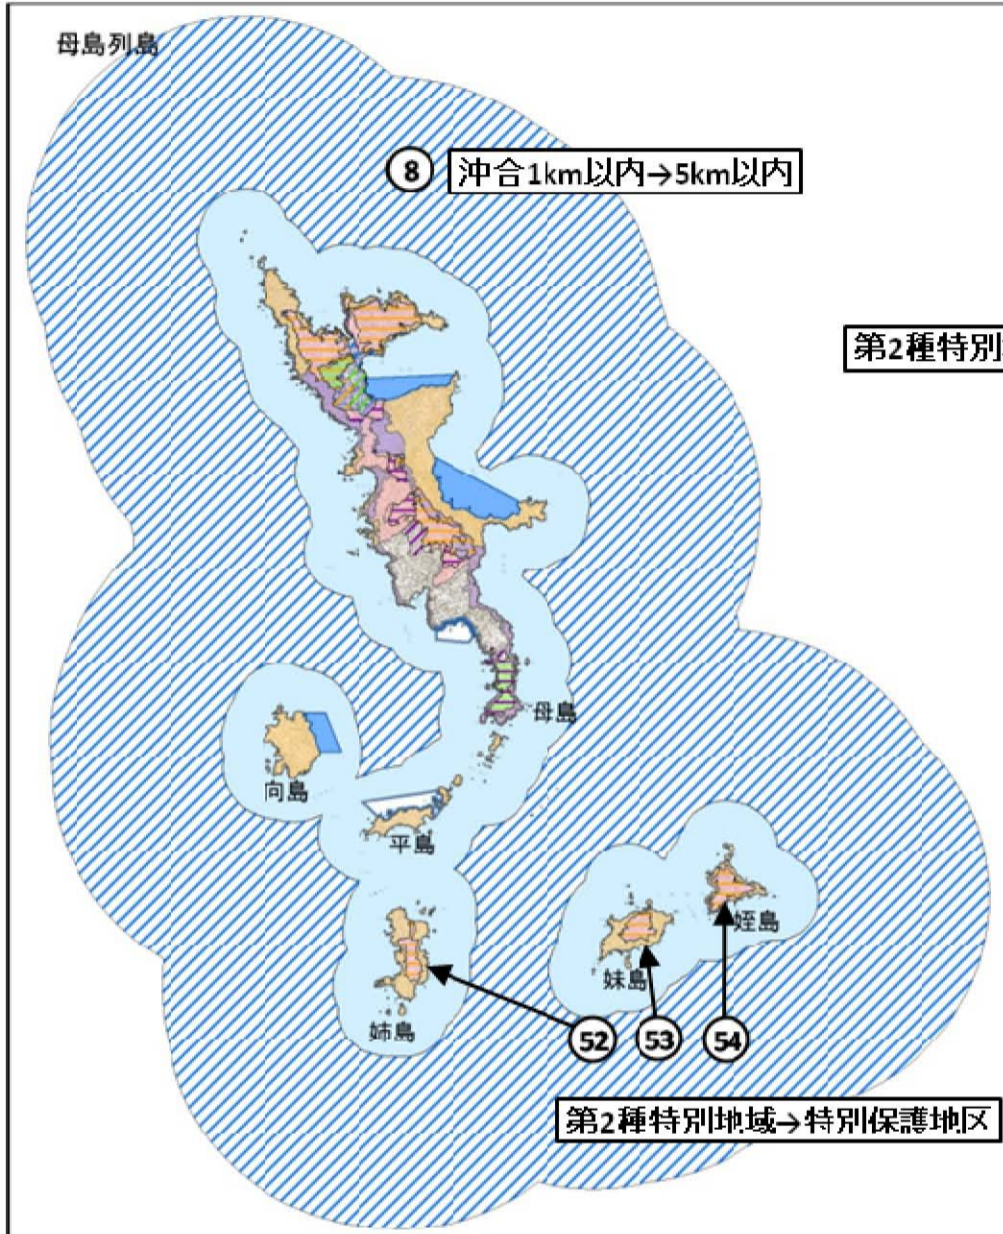 母島列島
8 沖合1km以内→5km以内
第2種特別
母島
向島
平島
姪島
妹島
姉島
52 53 54
第2種特別地域→特別保護地区